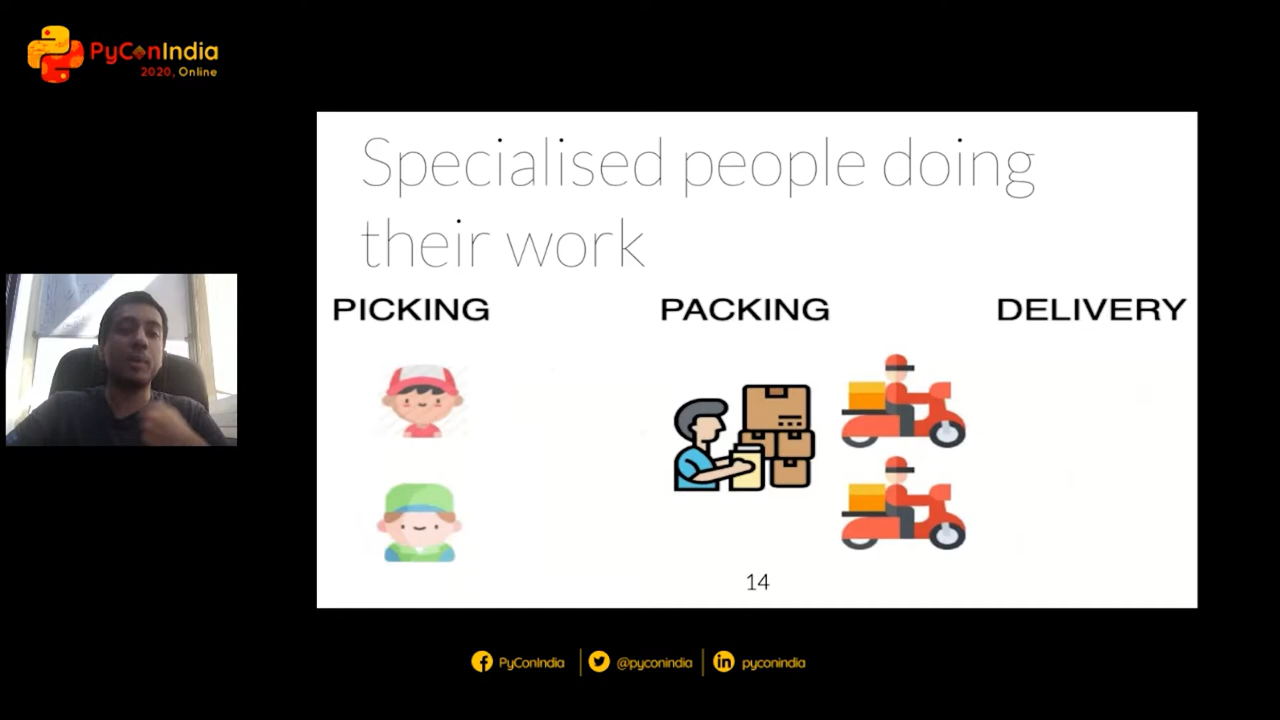 PyConIndia
2020, Online
Specialised people doing
their work
PICKING
PACKING
DELIVERY
14
PyConIndia
@pyconindia
pyconindia